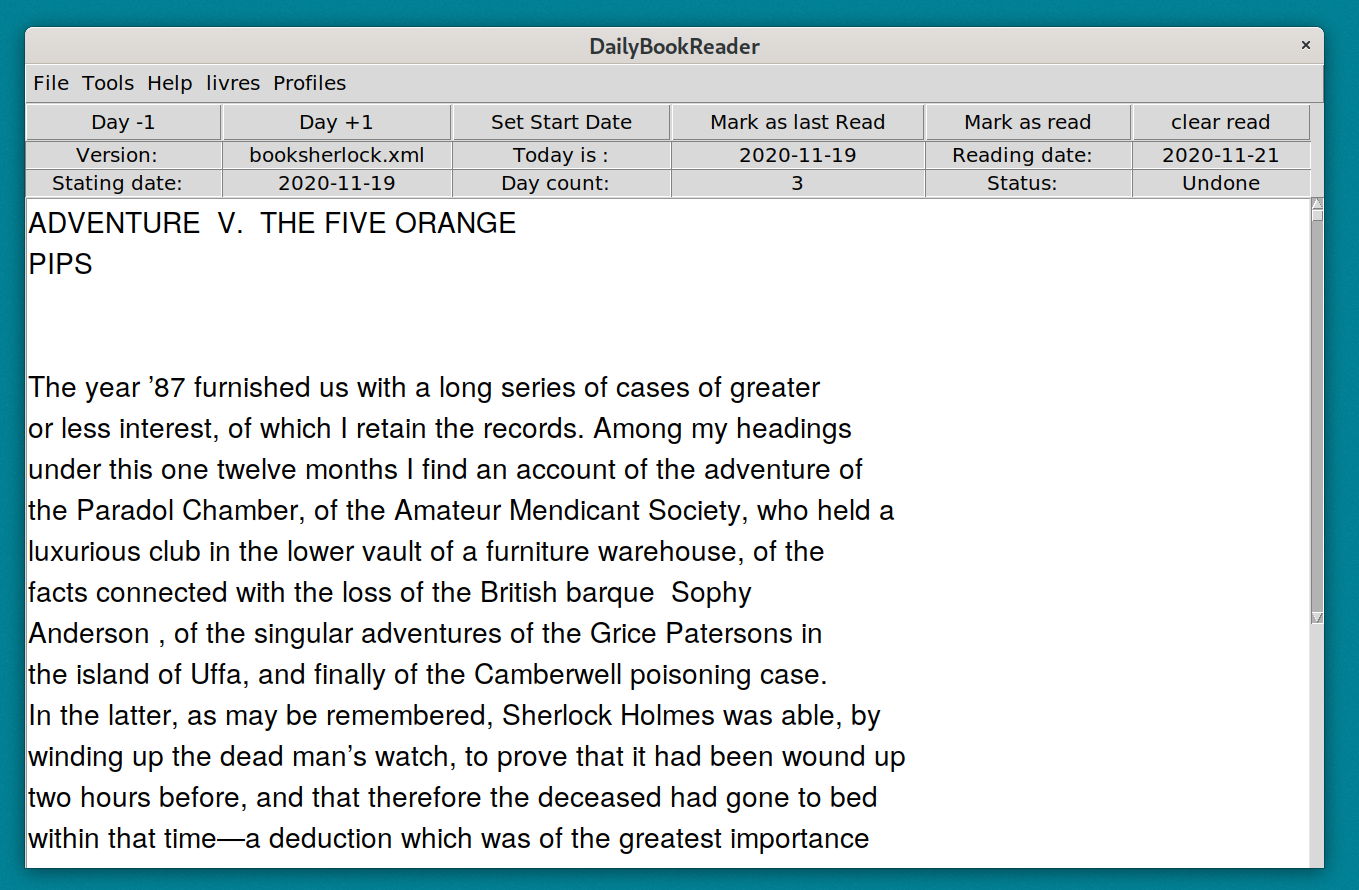 DailyBookReader ×
File Tools Help livres Profiles
Day -1 Day +1 Set Start Date Mark as last Read Mark as read clear read
Version: booksherlock.xml Today is : 2020-11-19 Reading date: 2020-11-21
Stating date: 2020-11-19 Day count: 3 Status: Undone
ADVENTURE  V.  THE FIVE ORANGE
PIPS
The year ’87 furnished us with a long series of cases of greater
or less interest, of which I retain the records. Among my headings
under this one twelve months I find an account of the adventure of
the Paradol Chamber, of the Amateur Mendicant Society, who held a
luxurious club in the lower vault of a furniture warehouse, of the
facts connected with the loss of the British barque  Sophy
Anderson , of the singular adventures of the Grice Patersons in
the island of Uffa, and finally of the Camberwell poisoning case.
In the latter, as may be remembered, Sherlock Holmes was able, by
winding up the dead man’s watch, to prove that it had been wound up
two hours before, and that therefore the deceased had gone to bed
within that time—a deduction which was of the greatest importance